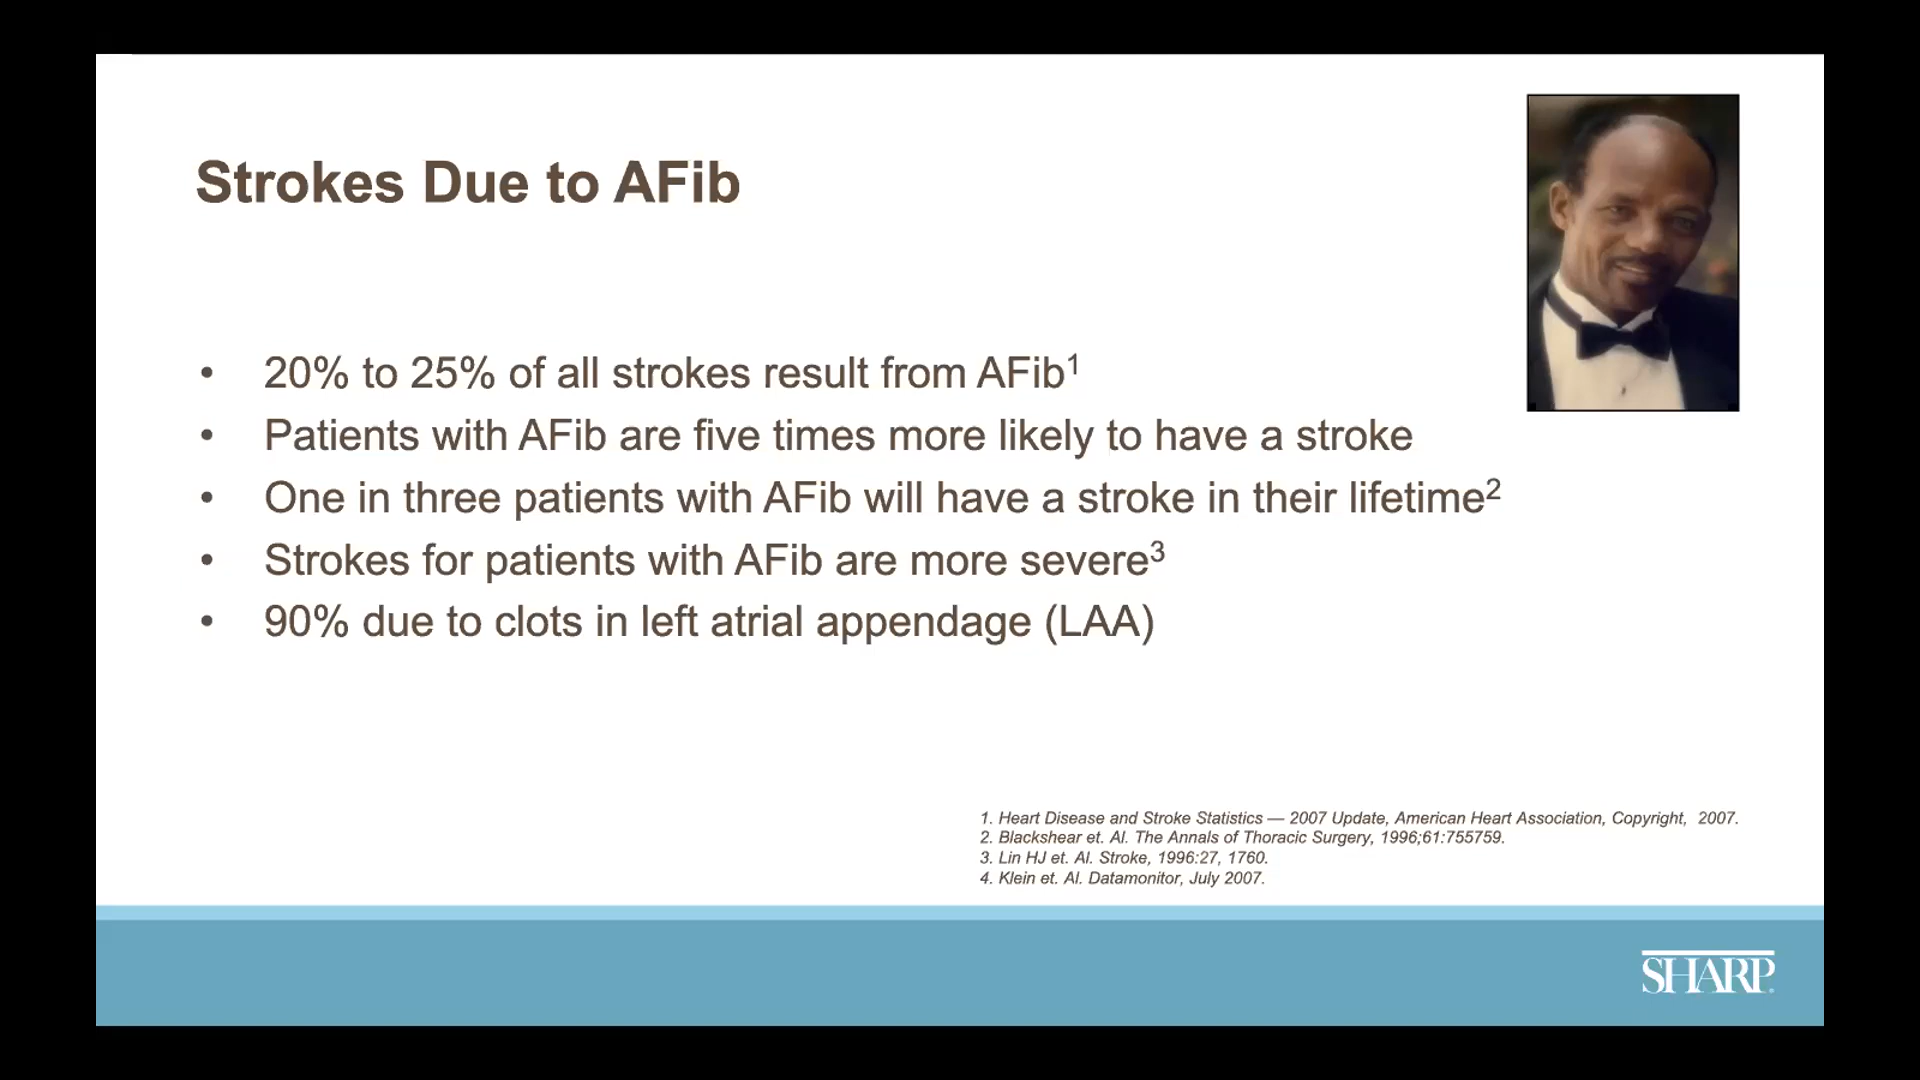 Strokes Due to AFib
• 20% to 25% of all strokes result from AFib¹
• Patients with AFib are five times more likely to have a stroke
• One in three patients with AFib will have a stroke in their lifetime²
• Strokes for patients with AFib are more severe³
• 90% due to clots in left atrial appendage (LAA)
1. Heart Disease and Stroke Statistics — 2007 Update, American Heart Association, Copyright, 2007.
2. Blackshear et. Al. The Annals of Thoracic Surgery, 1996;61:755759.
3. Lin HJ et. Al. Stroke, 1996:27, 1760.
4. Klein et. Al. Datamonitor, July 2007.
SHARP